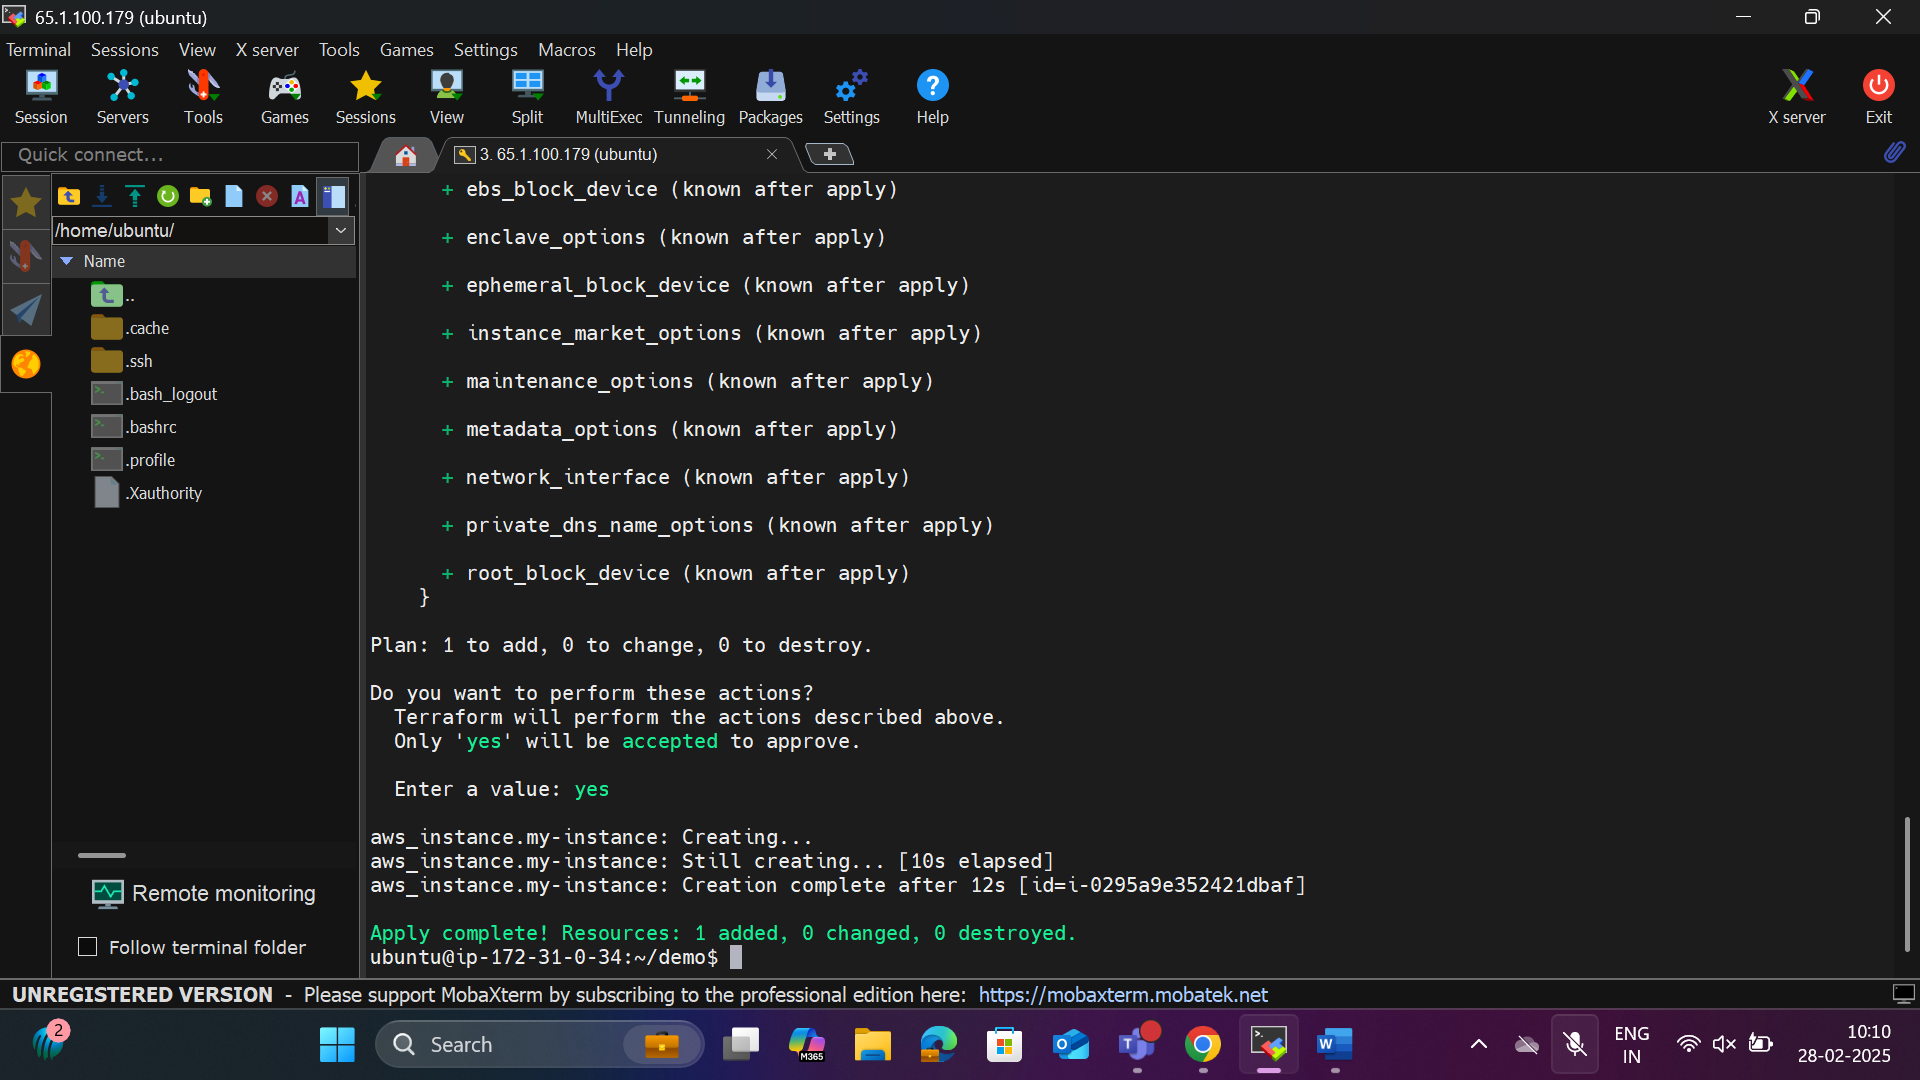 65.1.100.179 (ubuntu)
Terminal Sessions View X server Tools Games Settings Macros Help
Session Servers Tools Games Sessions View Split MultiExec Tunneling Packages Settings Help X server Exit
Quick connect...
3. 65.1.100.179 (ubuntu)
/home/ubuntu/
Name
..
.cache
.ssh
.bash_logout
.bashrc
.profile
.Xauthority
Remote monitoring
Follow terminal folder
+ ebs_block_device (known after apply)
+ enclave_options (known after apply)
+ ephemeral_block_device (known after apply)
+ instance_market_options (known after apply)
+ maintenance_options (known after apply)
+ metadata_options (known after apply)
+ network_interface (known after apply)
+ private_dns_name_options (known after apply)
+ root_block_device (known after apply)
}
Plan: 1 to add, 0 to change, 0 to destroy.
Do you want to perform these actions?
Terraform will perform the actions described above.
Only 'yes' will be accepted to approve.
Enter a value: yes
aws_instance.my-instance: Creating...
aws_instance.my-instance: Still creating... [10s elapsed]
aws_instance.my-instance: Creation complete after 12s [id=i-0295a9e352421dbaf]
Apply complete! Resources: 1 added, 0 changed, 0 destroyed.
ubuntu@ip-172-31-0-34:~/demo$
UNREGISTERED VERSION - Please support MobaXterm by subscribing to the professional edition here: https://mobaxterm.mobatek.net
2
Search
M365
ENG
IN
10:10
28-02-2025